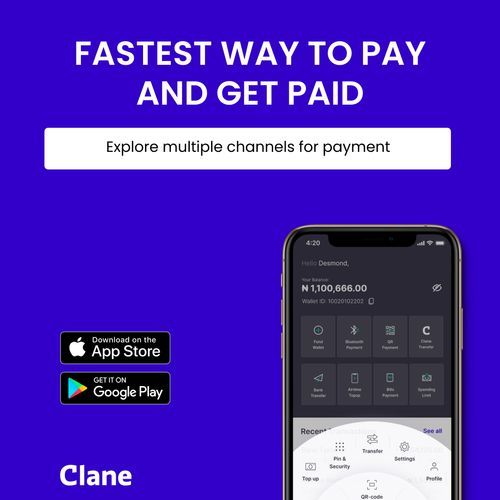 FASTEST WAY TO PAY
AND GET PAID
Explore multiple channels for payment
4:20
Hello Desmond,
Your Balance:
₦ 1,100,666.00
Wallet ID: 10020102202
Fund
Wallet
Bluetooth
Payment
QR
Payment
C
Clane
Transfer
Bank
Transfer
Airtime
Topup
Bills
Payment
Spending
Limit
Recent
See all
Transfer
Pin &
Security
Settings
Top up
Profile
QR-code
Download on the
App Store
GET IT ON
Google Play
Clane